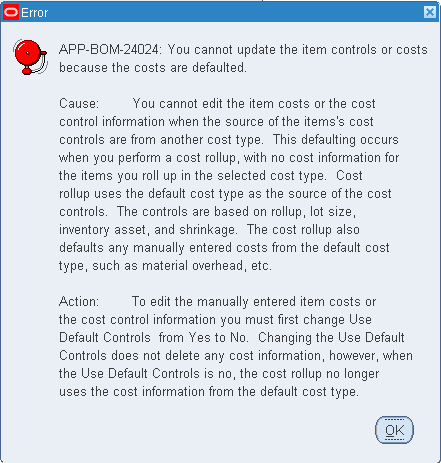 Error
APP-BOM-24024: You cannot update the item controls or costs
because the costs are defaulted.
Cause: You cannot edit the item costs or the cost
control information when the source of the items's cost
controls are from another cost type. This defaulting occurs
when you perform a cost rollup, with no cost information for
the items you roll up in the selected cost type. Cost
rollup uses the default cost type as the source of the cost
controls. The controls are based on rollup, lot size,
inventory asset, and shrinkage. The cost rollup also
defaults any manually entered costs from the default cost
type, such as material overhead, etc.
Action: To edit the manually entered item costs or
the cost control information you must first change Use
Default Controls from Yes to No. Changing the Use Default
Controls does not delete any cost information, however, when
the Use Default Controls is no, the cost rollup no longer
uses the cost information from the default cost type.
OK